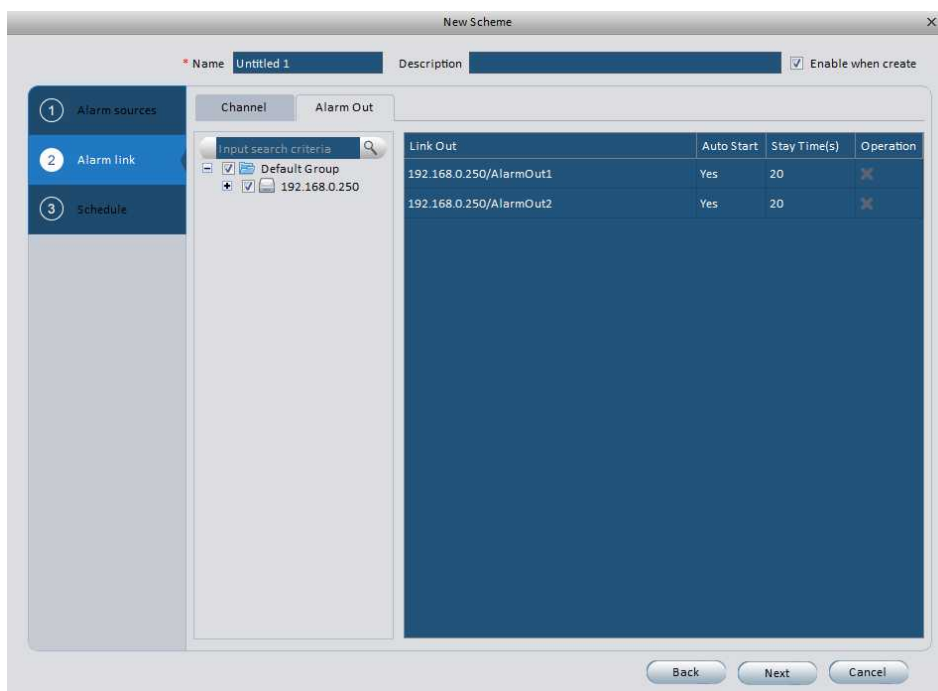 New Scheme X
* Name Untitled 1 Description Enable when create
1 Alarm sources
2 Alarm link
3 Schedule
Channel Alarm Out
Input search criteria
Default Group
192.168.0.250
Link Out Auto Start Stay Time(s) Operation
192.168.0.250/AlarmOut1 Yes 20
192.168.0.250/AlarmOut2 Yes 20
Back Next Cancel